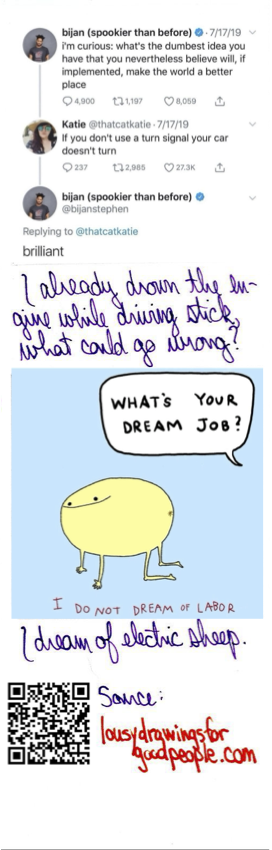 bijan (spookier than before) · 7/17/19
i'm curious: what's the dumbest idea you
have that you nevertheless believe will, if
implemented, make the world a better
place
4,900 1,197 8,059
Katie @thatcatkatie · 7/17/19
If you don't use a turn signal your car
doesn't turn
237 2,985 27.3K
bijan (spookier than before)
@bijanstephen
Replying to @thatcatkatie
brilliant
I already drown the en-
gine while driving stick,
what could go wrong?
WHAT'S YOUR
DREAM JOB?
I DO NOT DREAM OF LABOR
I dream of electric sheep.
Source:
lousydrawingsfor
goodpeople.com